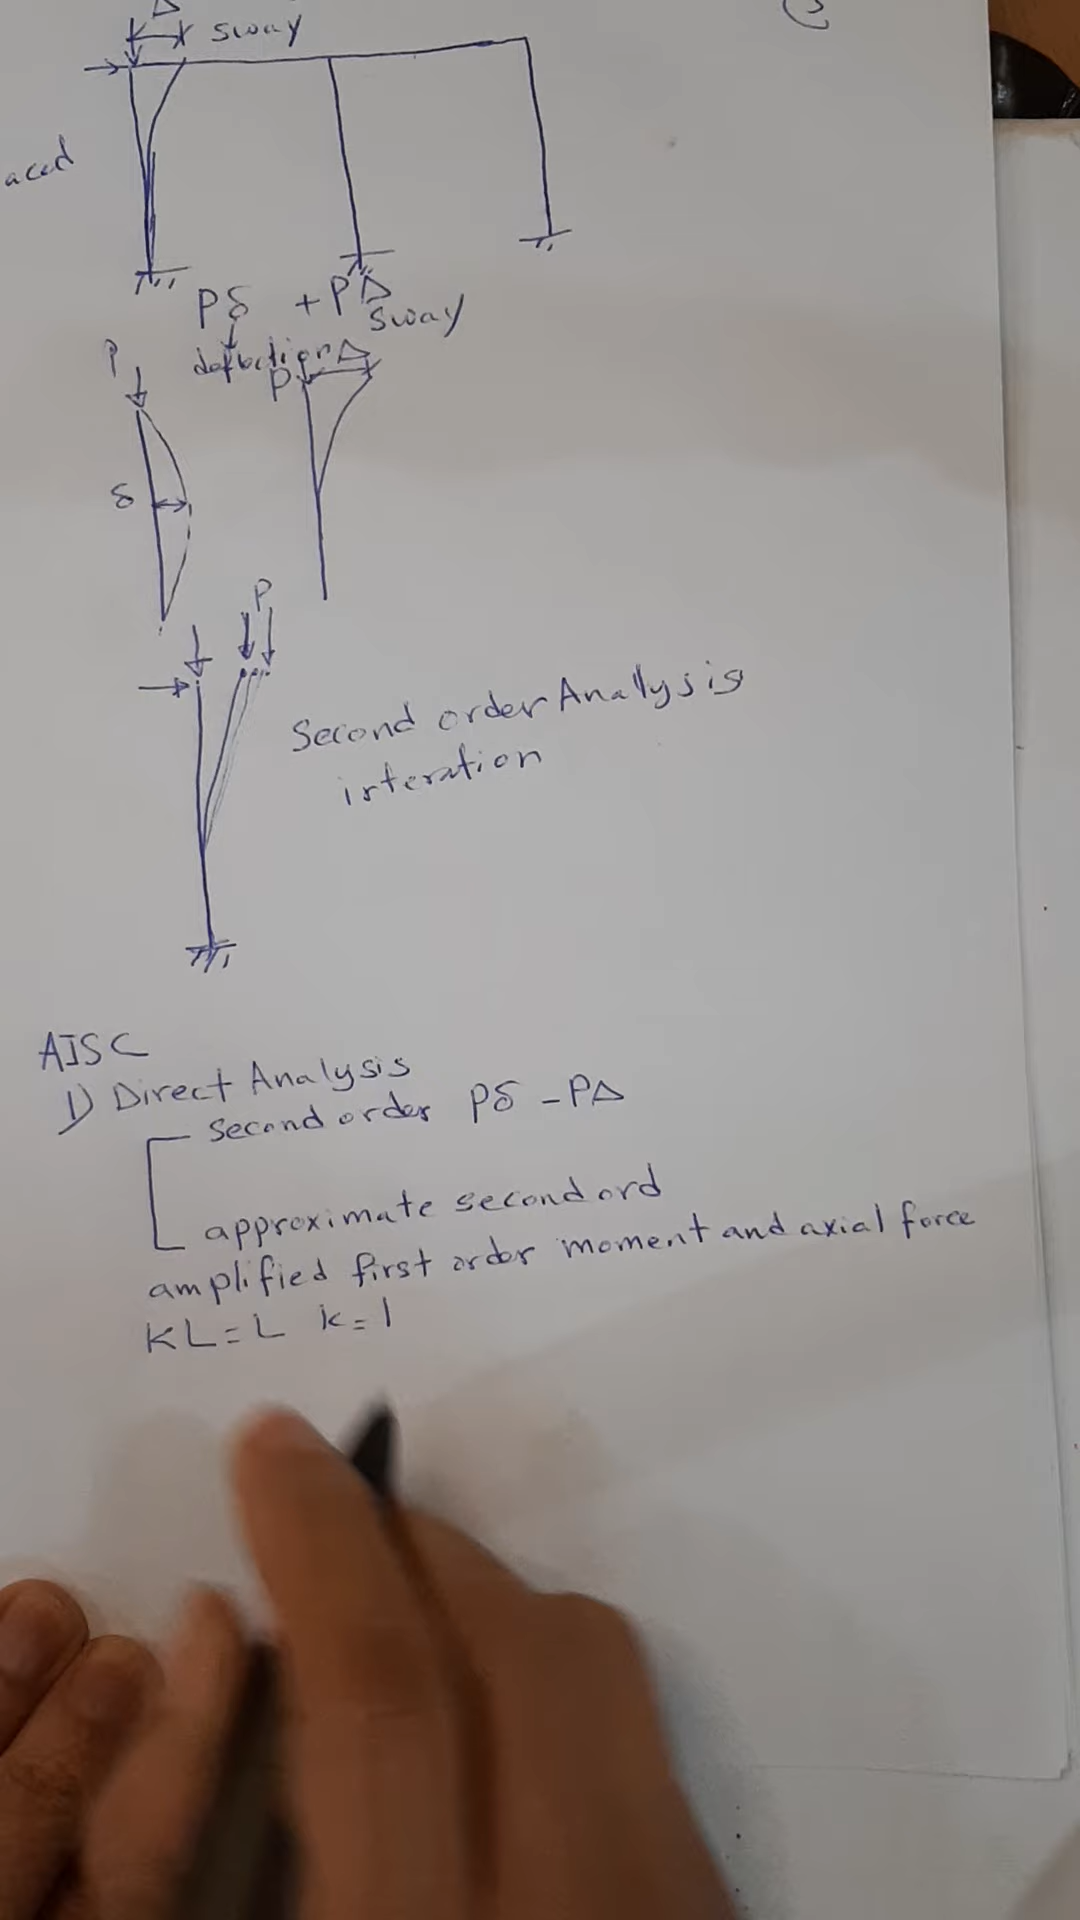 Δ
sway
aced
Pδ + PΔ
sway
deflection
Δ
P
P
δ
P
Second order Analysis
interation
AISC
1) Direct Analysis
Second order Pδ - PΔ
approximate second ord
amplified first order moment and axial force
KL = L k = 1